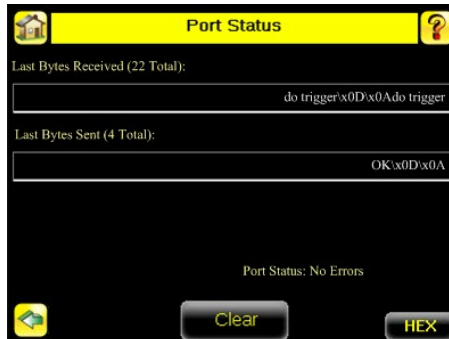 Port Status
?
Last Bytes Received (22 Total):
do trigger\x0D\x0Ado trigger
Last Bytes Sent (4 Total):
OK\x0D\x0A
Port Status: No Errors
Clear
HEX